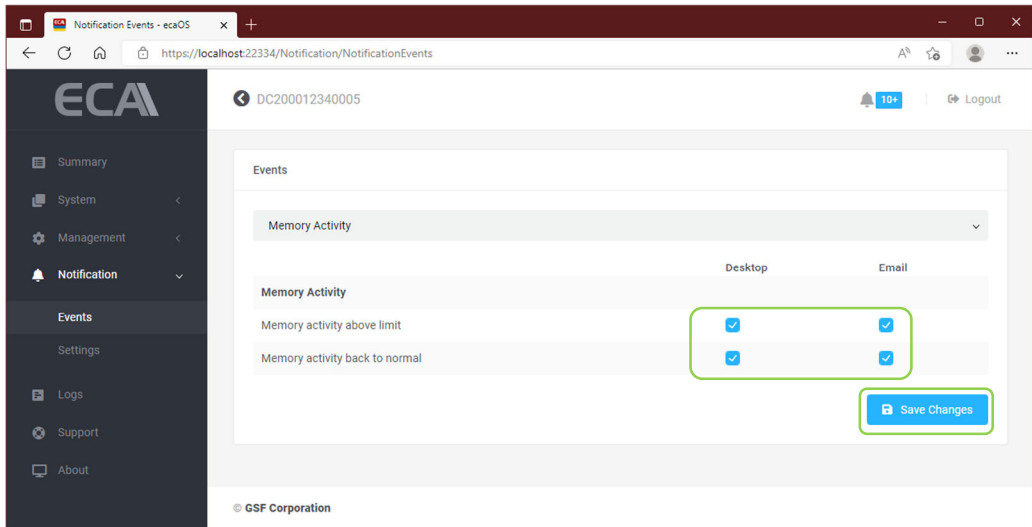 Notification Events - ecaOS
https://localhost:22334/Notification/NotificationEvents
ECA
DC200012340005
10+
Logout
Summary
System
Management
Notification
Events
Settings
Logs
Support
About
Events
Memory Activity
Desktop Email
Memory Activity
Memory activity above limit
Memory activity back to normal
Save Changes
© GSF Corporation